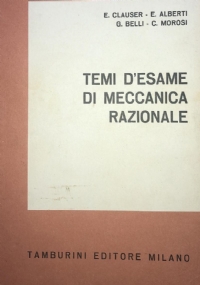 E. CLAUSER - E. ALBERTI
G. BELLI - C. MOROSI
TEMI D'ESAME
DI MECCANICA
RAZIONALE
TAMBURINI EDITORE MILANO